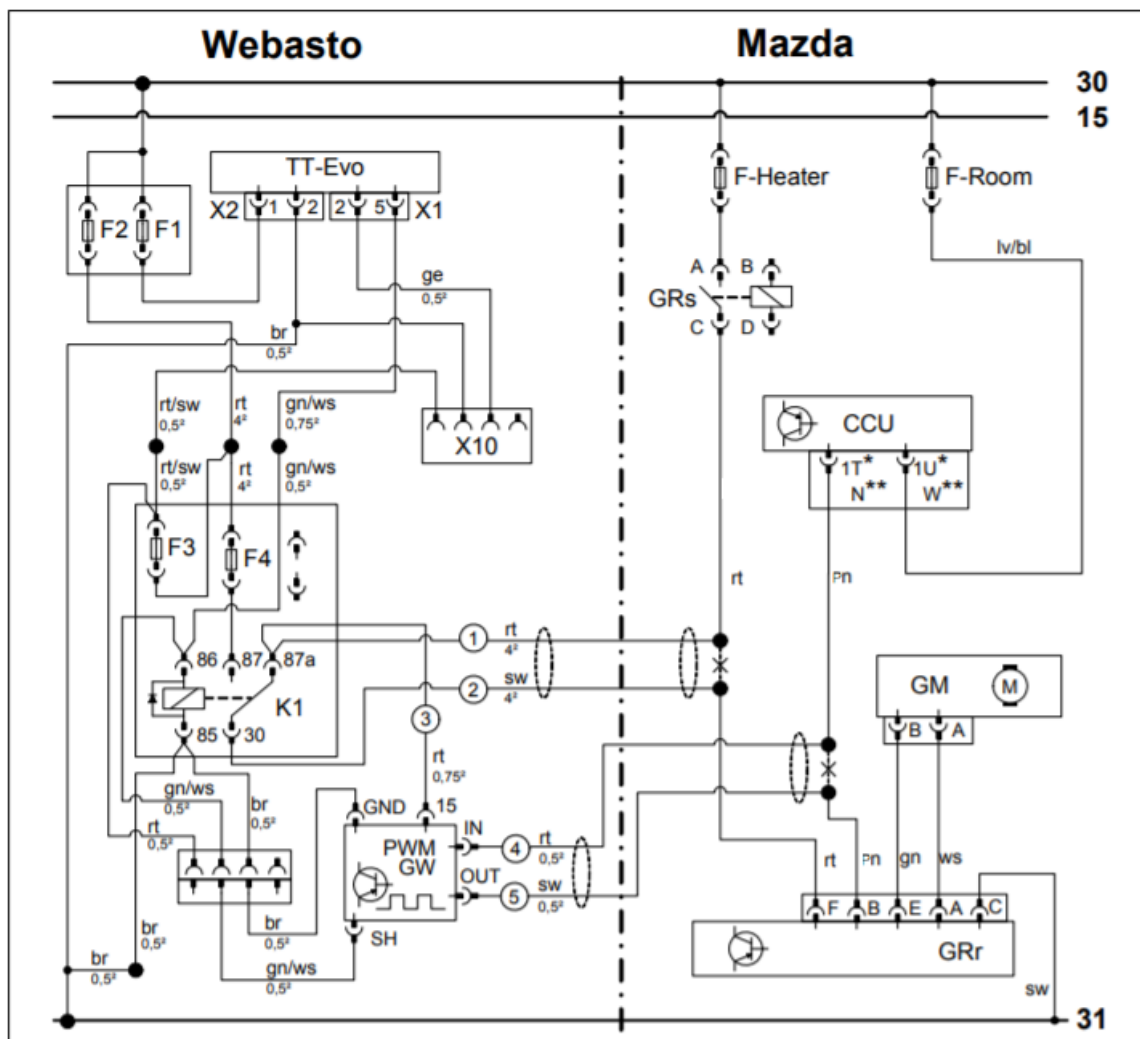 Webasto
Mazda
30
15
TT-Evo
X2 1 2 2 5 X1
F2 F1
F-Heater
F-Room
lv/bl
ge
0,5²
A B
GRs
C D
br
0,5²
rt/sw
0,5²
rt
4²
gn/ws
0,75²
X10
CCU
1T* 1U*
N** W**
rt/sw
0,5²
rt
4²
gn/ws
0,5²
F3 F4
rt
Pn
86 87 87a
1 rt
4²
2 sw
4²
K1
85 30
3
GM M
B A
rt
0,75²
gn/ws
0,5²
br
0,5²
rt
0,5²
GND 15
IN
PWM
GW
OUT
4 rt
0,5²
5 sw
0,5²
SH
rt Pn gn ws
F B E A C
GRr
br
0,5²
br
0,5²
br
0,5²
gn/ws
0,5²
sw
31